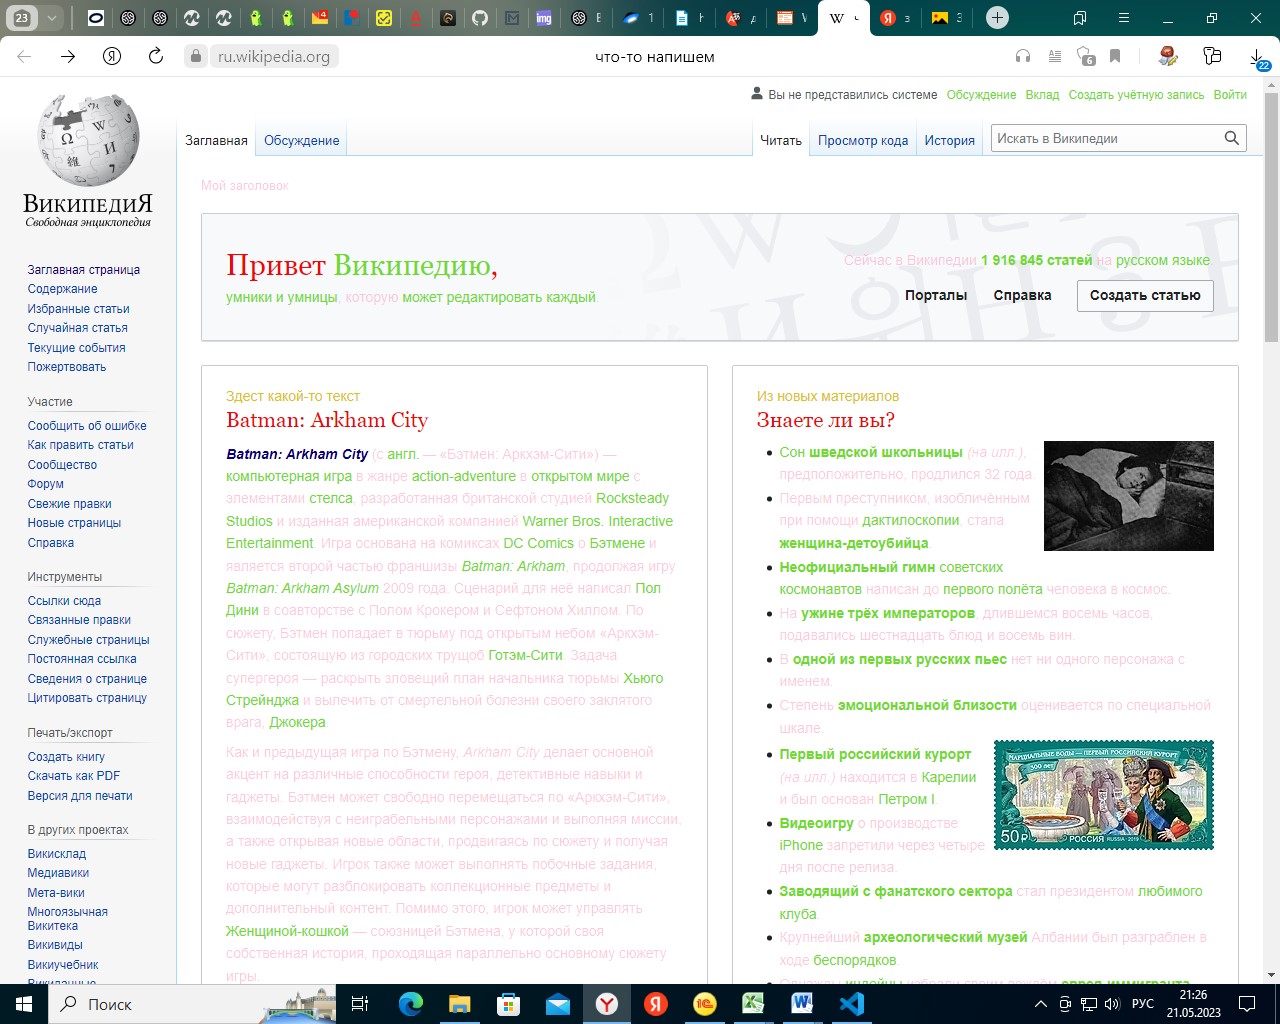 23
4
img
E
1
W
З
ru.wikipedia.org
что-то напишем
6
22
Вы не представились системе Обсуждение Вклад Создать учётную запись Войти
Заглавная Обсуждение
Читать Просмотр кода История
Искать в Википедии
ВикипедиЯ
Свободная энциклопедия
Заглавная страница
Содержание
Избранные статьи
Случайная статья
Текущие события
Пожертвовать
Участие
Сообщить об ошибке
Как править статьи
Сообщество
Форум
Свежие правки
Новые страницы
Справка
Инструменты
Ссылки сюда
Связанные правки
Служебные страницы
Постоянная ссылка
Сведения о странице
Цитировать страницу
Печать/экспорт
Создать книгу
Скачать как PDF
Версия для печати
В других проектах
Викисклад
Медиавики
Мета-вики
Многоязычная
Викитека
Викивиды
Викиучебник
Викиданные
Мой заголовок
Привет Википедию,
умники и умницы, которую может редактировать каждый.
Сейчас в Википедии 1 916 845 статей на русском языке.
Порталы Справка Создать статью
Здест какой-то текст
Batman: Arkham City
Batman: Arkham City (с англ. — «Бэтмен: Аркхэм-Сити») —
компьютерная игра в жанре action-adventure в открытом мире с
элементами стелса, разработанная британской студией Rocksteady
Studios и изданная американской компанией Warner Bros. Interactive
Entertainment. Игра основана на комиксах DC Comics о Бэтмене и
является второй частью франшизы Batman: Arkham, продолжая игру
Batman: Arkham Asylum 2009 года. Сценарий для неё написал Пол
Дини в соавторстве с Полом Крокером и Сефтоном Хиллом. По
сюжету, Бэтмен попадает в тюрьму под открытым небом «Аркхэм-
Сити», состоящую из городских трущоб Готэм-Сити. Задача
супергероя — раскрыть зловещий план начальника тюрьмы Хьюго
Стрейнджа и вылечить от смертельной болезни своего заклятого
врага, Джокера.
Как и предыдущая игра по Бэтмену, Arkham City делает основной
акцент на различные способности героя, детективные навыки и
гаджеты. Бэтмен может свободно перемещаться по «Аркхэм-Сити»,
взаимодействуя с неиграбельными персонажами и выполняя миссии,
а также открывая новые области, продвигаясь по сюжету и получая
новые гаджеты. Игрок также может выполнять побочные задания,
которые могут разблокировать коллекционные предметы и
дополнительный контент. Помимо этого, игрок может управлять
Женщиной-кошкой — союзницей Бэтмена, у которой своя
собственная история, проходящая параллельно основному сюжету
игры.
Из новых материалов
Знаете ли вы?
Сон шведской школьницы (на илл.),
предположительно, продлился 32 года.
Первым преступником, изобличённым
при помощи дактилоскопии, стала
женщина-детоубийца.
Неофициальный гимн советских
космонавтов написан до первого полёта человека в космос.
На ужине трёх императоров, длившемся восемь часов,
подавались шестнадцать блюд и восемь вин.
В одной из первых русских пьес нет ни одного персонажа с
именем.
Степень эмоциональной близости оценивается по специальной
шкале.
Первый российский курорт
(на илл.) находится в Карелии
и был основан Петром I.
Видеоигру о производстве
iPhone запретили через четыре
дня после релиза.
Заводящий с фанатского сектора стал президентом любимого
клуба.
Крупнейший археологический музей Албании был разграблен в
ходе беспорядков.
Однажды индейцы избрали своим вождём еврея-иммигранта
МАРЦИАЛЬНЫЕ ВОДЫ — ПЕРВЫЙ РОССИЙСКИЙ КУРОРТ
300 ЛЕТ
50 ₽
РОССИЯ
RUSSIA · 2019
Поиск
РУС
21:26
21.05.2023